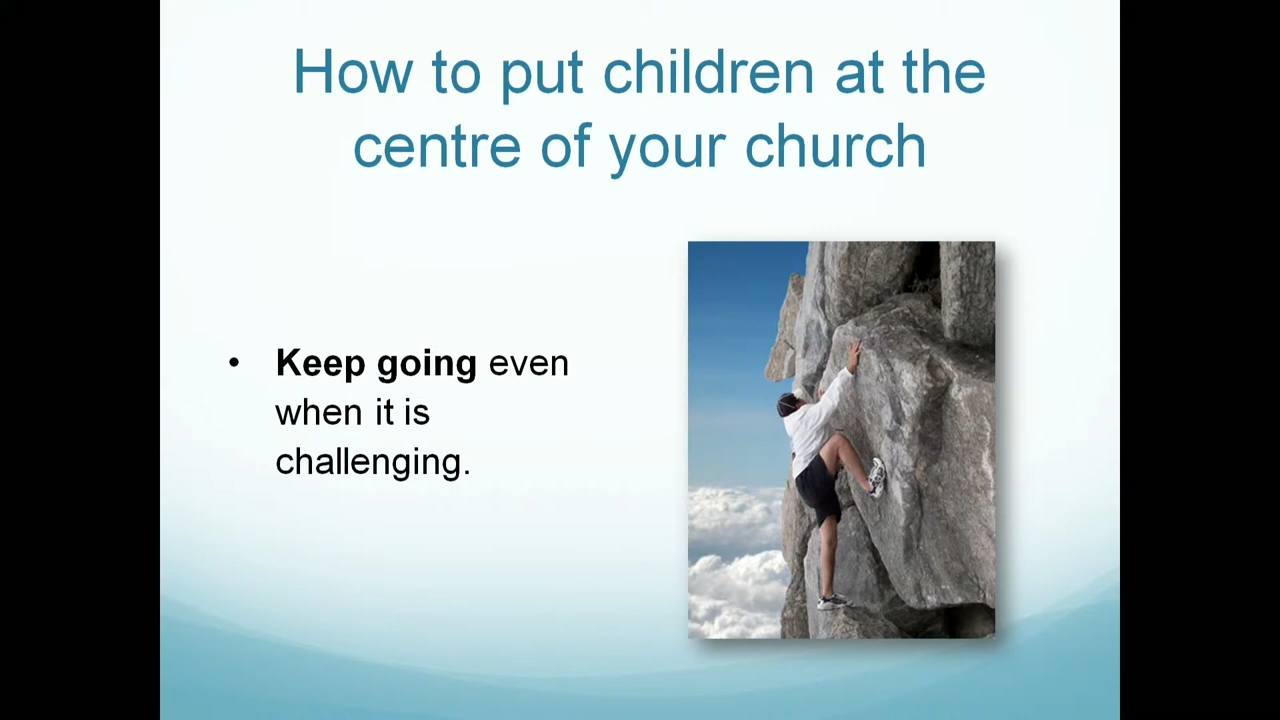 How to put children at the
centre of your church
• Keep going even
when it is
challenging.